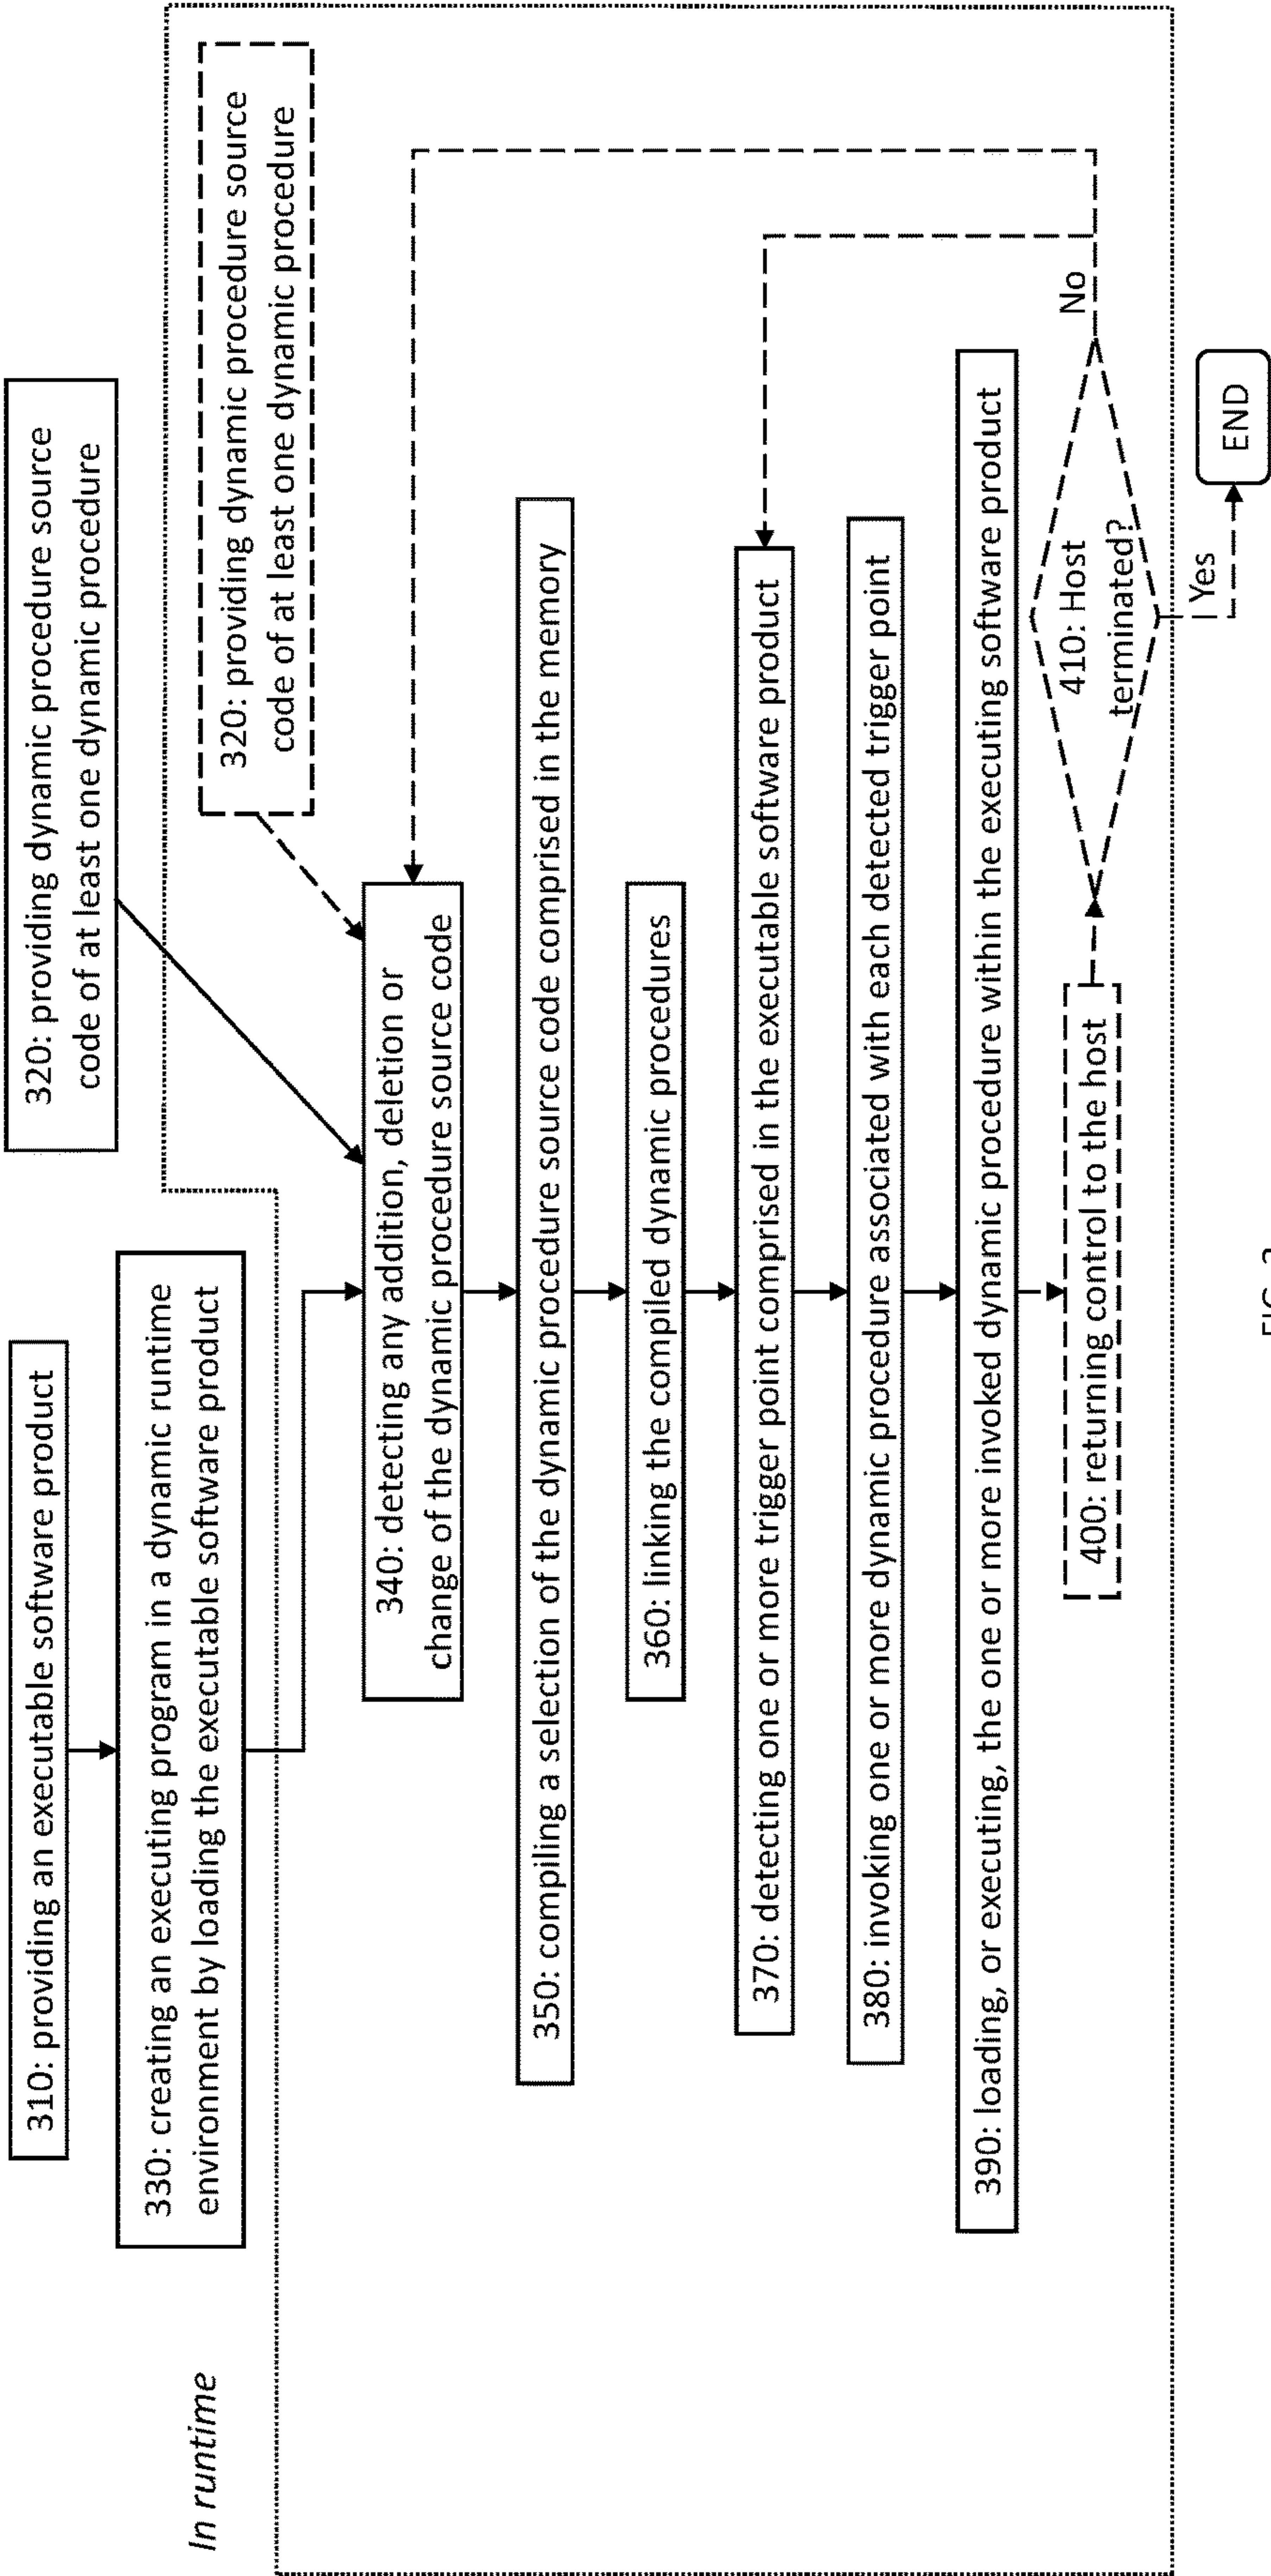 310: providing an executable software product
320: providing dynamic procedure source
code of at least one dynamic procedure
330: creating an executing program in a dynamic runtime
environment by loading the executable software product
In runtime
320: providing dynamic procedure source
code of at least one dynamic procedure
340: detecting any addition, deletion or
change of the dynamic procedure source code
350: compiling a selection of the dynamic procedure source code comprised in the memory
360: linking the compiled dynamic procedures
370: detecting one or more trigger point comprised in the executable software product
380: invoking one or more dynamic procedure associated with each detected trigger point
390: loading, or executing, the one or more invoked dynamic procedure within the executing software product
400: returning control to the host
410: Host
terminated?
No
Yes
END
FIG.